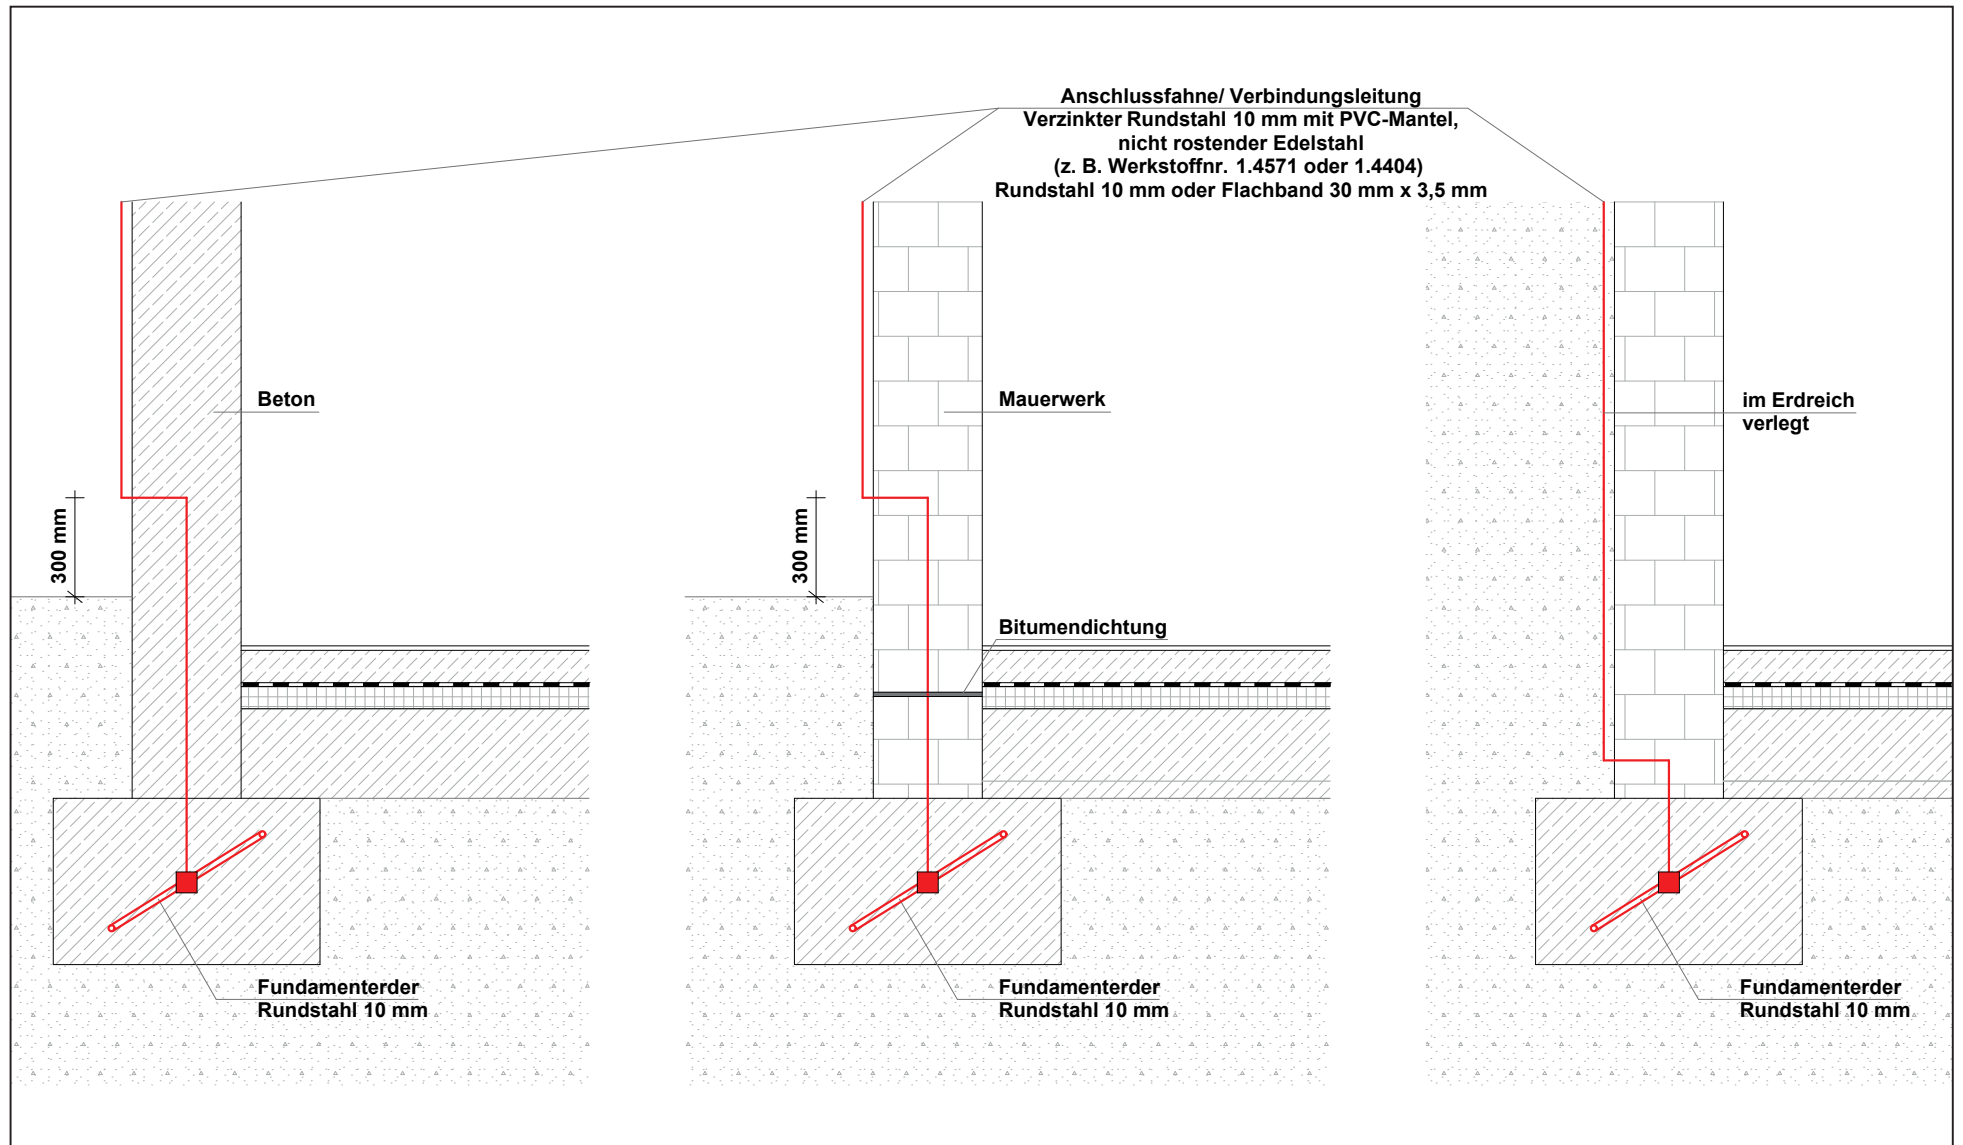 Anschlussfahne/ Verbindungsleitung
Verzinkter Rundstahl 10 mm mit PVC-Mantel,
nicht rostender Edelstahl
(z. B. Werkstoffnr. 1.4571 oder 1.4404)
Rundstahl 10 mm oder Flachband 30 mm x 3,5 mm
Beton
300 mm
Fundamenterder
Rundstahl 10 mm
Mauerwerk
300 mm
Bitumendichtung
Fundamenterder
Rundstahl 10 mm
im Erdreich
verlegt
Fundamenterder
Rundstahl 10 mm